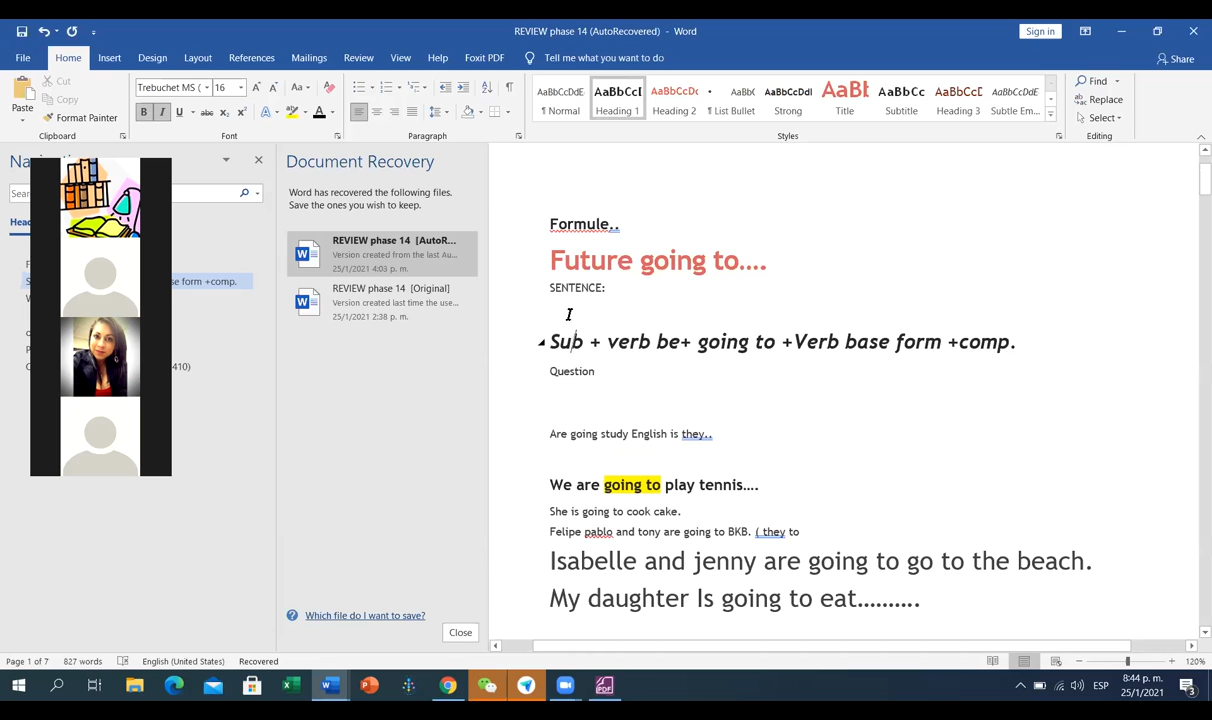 REVIEW phase 14 (AutoRecovered) - Word
Sign in
File Home Insert Design Layout References Mailings Review View Help Foxit PDF Tell me what you want to do
Share
Paste
Cut
Copy
Format Painter
Clipboard
Trebuchet MS ( 16
Font
Paragraph
AaBbCcDdE
¶ Normal
AaBbCcI
Heading 1
AaBbCcDc
Heading 2
AaBbC
¶ List Bullet
AaBbCcDd
Strong
AaBb
Title
AaBbCc
Subtitle
AaBbCcD
Heading 3
AaBbCcDdE
Subtle Em...
Styles
Find
Replace
Select
Editing
base form +comp.
410)
Document Recovery
Word has recovered the following files.
Save the ones you wish to keep.
REVIEW phase 14 [AutoR...
Version created from the last Au...
25/1/2021 4:03 p. m.
REVIEW phase 14 [Original]
Version created last time the use...
25/1/2021 2:38 p. m.
Which file do I want to save?
Close
Formule..
Future going to....
SENTENCE:
Sub + verb be+ going to +Verb base form +comp.
Question
Are going study English is they..
We are going to play tennis....
She is going to cook cake.
Felipe pablo and tony are going to BKB. ( they to
Isabelle and jenny are going to go to the beach.
My daughter Is going to eat..........
Page 1 of 7 827 words English (United States) Recovered
120%
ESP
8:44 p. m.
25/1/2021
3